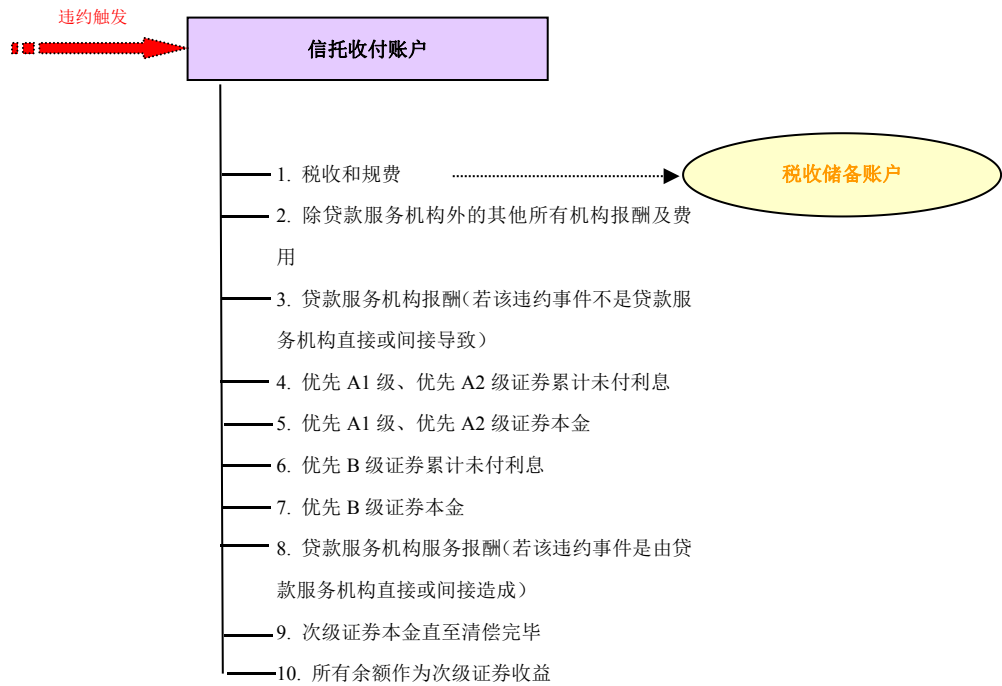 违约触发
信托收付账户
1. 税收和规费
税收储备账户
2. 除贷款服务机构外的其他所有机构报酬及费
用
3. 贷款服务机构报酬（若该违约事件不是贷款服
务机构直接或间接导致）
4. 优先 A1 级、优先 A2 级证券累计未付利息
5. 优先 A1 级、优先 A2 级证券本金
6. 优先 B 级证券累计未付利息
7. 优先 B 级证券本金
8. 贷款服务机构服务报酬（若该违约事件是由贷
款服务机构直接或间接造成）
9. 次级证券本金直至清偿完毕
10. 所有余额作为次级证券收益